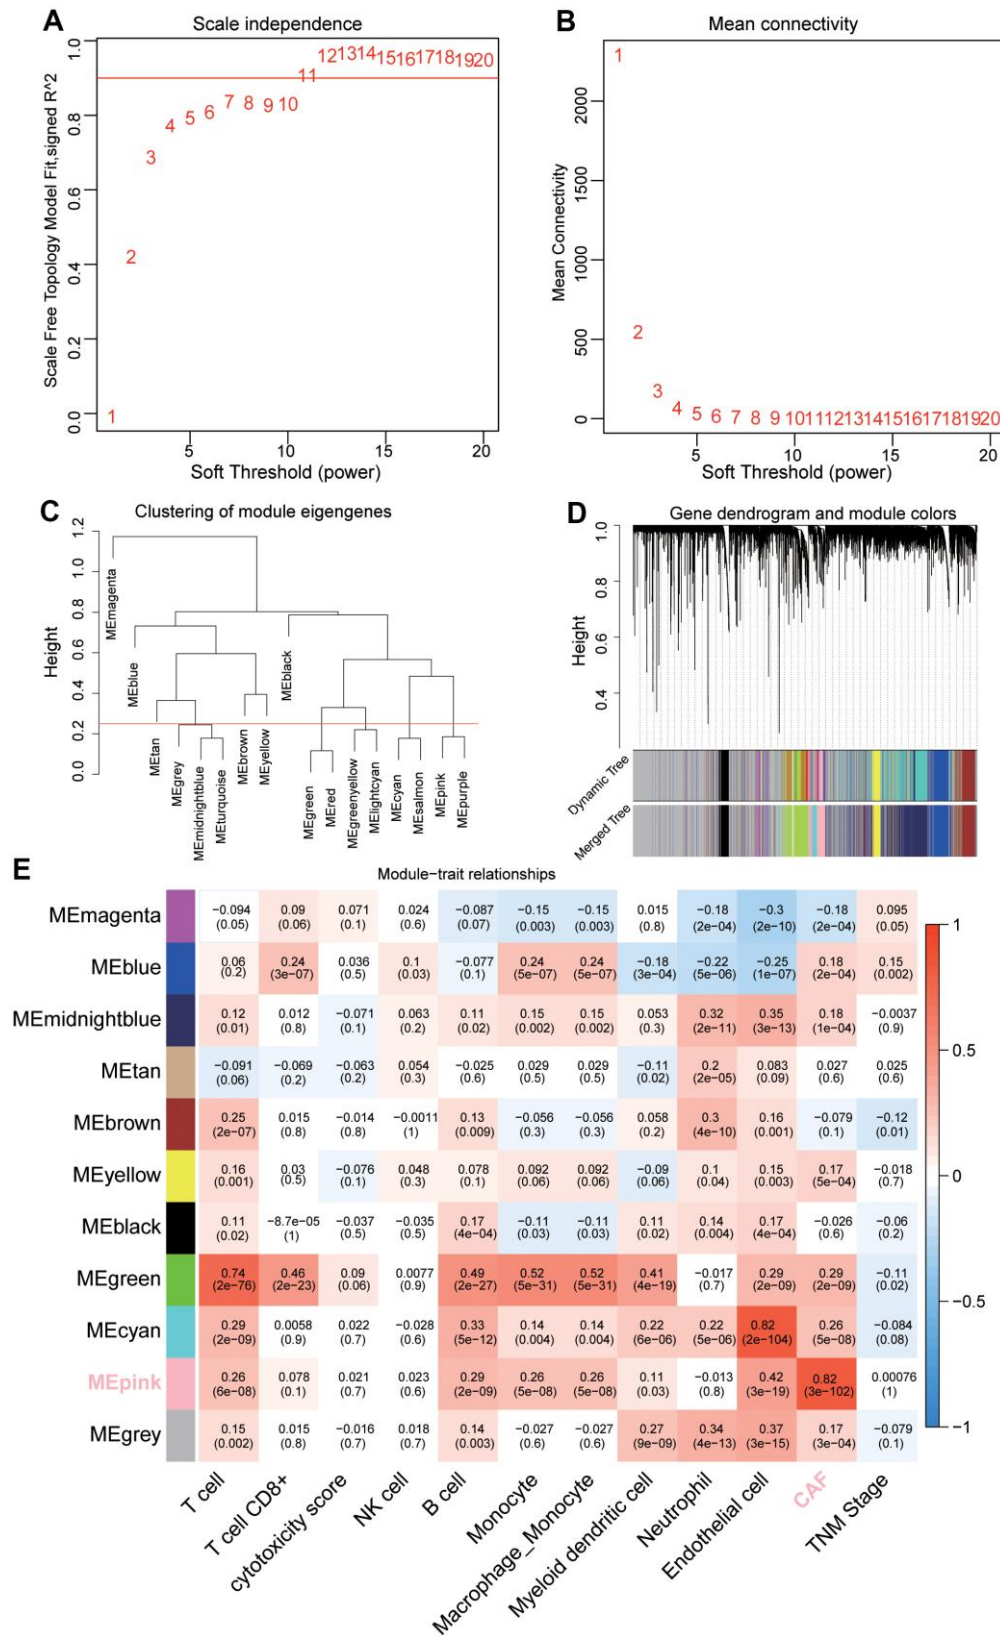 A
Scale independence
Scale Free Topology Model Fit,signed R^2
0.0 0.2 0.4 0.6 0.8 1.0
1 2 3 4 5 6 7 8 9 10 11 12 13 14 15 16 17 18 19 20
5 10 15 20
Soft Threshold (power)
B
Mean connectivity
Mean Connectivity
0 500 1000 1500 2000
1 2 3 4 5 6 7 8 9 10 11 12 13 14 15 16 17 18 19 20
5 10 15 20
Soft Threshold (power)
C
Clustering of module eigengenes
Height
0.0 0.2 0.4 0.6 0.8 1.0 1.2
MEmagenta
MEblue
MEtan
MEgrey
MEmidnightblue
MEturquoise
MEbrown
MEyellow
MEblack
MEgreen
MEred
MEgreenyellow
MElightcyan
MEcyan
MEsalmon
MEpink
MEpurple
D
Gene dendrogram and module colors
Height
0.4 0.6 0.8 1.0
Dynamic Tree
Merged Tree
E
Module−trait relationships
MEmagenta
−0.094 0.09 0.071 0.024 −0.087 −0.15 −0.15 0.015 −0.18 −0.3 −0.18 0.095
(0.05) (0.06) (0.1) (0.6) (0.07) (0.003) (0.003) (0.8) (2e−04) (2e−10) (2e−04) (0.05)
MEblue
0.06 0.24 0.036 0.1 −0.077 0.24 0.24 −0.18 −0.22 −0.25 0.18 0.15
(0.2) (3e−07) (0.5) (0.03) (0.1) (5e−07) (5e−07) (3e−04) (5e−06) (1e−07) (2e−04) (0.002)
MEmidnightblue
0.12 0.012 −0.071 0.063 0.11 0.15 0.15 0.053 0.32 0.35 0.18 −0.0037
(0.01) (0.8) (0.1) (0.2) (0.02) (0.002) (0.002) (0.3) (2e−11) (3e−13) (1e−04) (0.9)
MEtan
−0.091 −0.069 −0.063 0.054 −0.025 0.029 0.029 −0.11 0.2 0.083 0.027 0.025
(0.06) (0.2) (0.2) (0.3) (0.6) (0.5) (0.5) (0.02) (2e−05) (0.09) (0.6) (0.6)
MEbrown
0.25 0.015 −0.014 −0.0011 0.13 −0.056 −0.056 0.058 0.3 0.16 −0.079 −0.12
(2e−07) (0.8) (0.8) (1) (0.009) (0.3) (0.3) (0.2) (4e−10) (0.001) (0.1) (0.01)
MEyellow
0.16 0.03 −0.076 0.048 0.078 0.092 0.092 −0.09 0.1 0.15 0.17 −0.018
(0.001) (0.5) (0.1) (0.3) (0.1) (0.06) (0.06) (0.06) (0.04) (0.003) (5e−04) (0.7)
MEblack
0.11 −8.7e−05 −0.037 −0.035 0.17 −0.11 −0.11 0.11 0.14 0.17 −0.026 −0.06
(0.02) (1) (0.5) (0.5) (4e−04) (0.03) (0.03) (0.02) (0.004) (4e−04) (0.6) (0.2)
MEgreen
0.74 0.46 0.09 0.0077 0.49 0.52 0.52 0.41 −0.017 0.29 0.29 −0.11
(2e−76) (2e−23) (0.06) (0.9) (2e−27) (5e−31) (5e−31) (4e−19) (0.7) (2e−09) (2e−09) (0.02)
MEcyan
0.29 0.0058 0.022 −0.028 0.33 0.14 0.14 0.22 0.22 0.82 0.26 −0.084
(2e−09) (0.9) (0.7) (0.6) (5e−12) (0.004) (0.004) (6e−06) (5e−06) (2e−104) (5e−08) (0.08)
MEpink
0.26 0.078 0.021 0.023 0.29 0.26 0.26 0.11 −0.013 0.42 0.82 0.00076
(6e−08) (0.1) (0.7) (0.6) (2e−09) (5e−08) (5e−08) (0.03) (0.8) (3e−19) (3e−102) (1)
MEgrey
0.15 0.015 −0.016 0.018 0.14 −0.027 −0.027 0.27 0.34 0.37 0.17 −0.079
(0.002) (0.8) (0.7) (0.7) (0.003) (0.6) (0.6) (9e−09) (4e−13) (3e−15) (3e−04) (0.1)
T cell
T cell CD8+
cytotoxicity score
NK cell
B cell
Monocyte
Macrophage_Monocyte
Myeloid dendritic cell
Neutrophil
Endothelial cell
CAF
TNM Stage
1
0.5
0
−0.5
−1